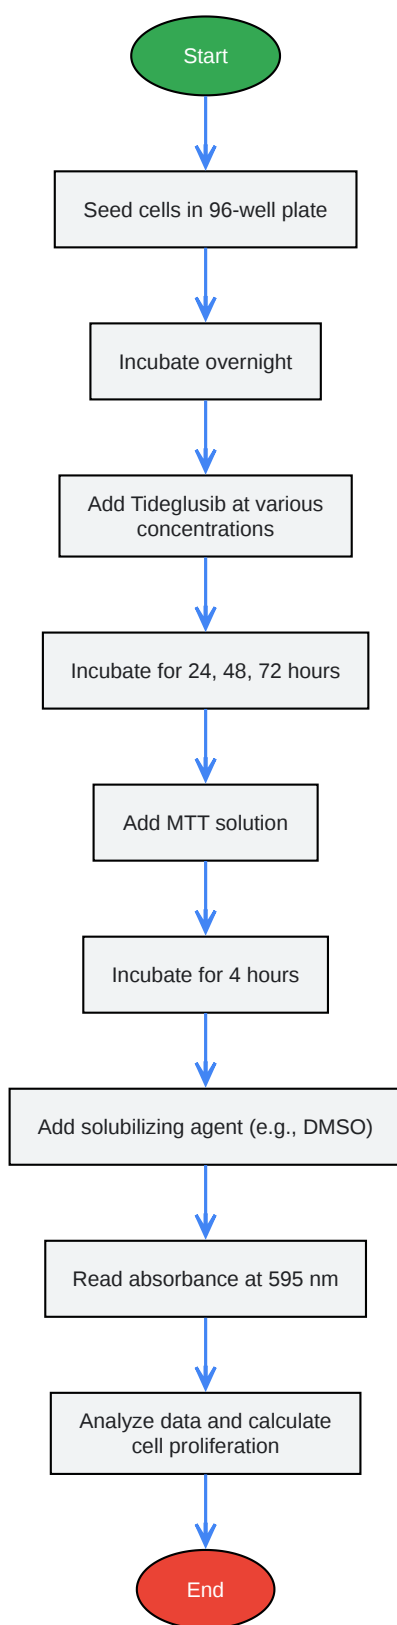 Start
Seed cells in 96-well plate
Incubate overnight
Add Tideglusib at various
concentrations
Incubate for 24, 48, 72 hours
Add MTT solution
Incubate for 4 hours
Add solubilizing agent (e.g., DMSO)
Read absorbance at 595 nm
Analyze data and calculate
cell proliferation
End